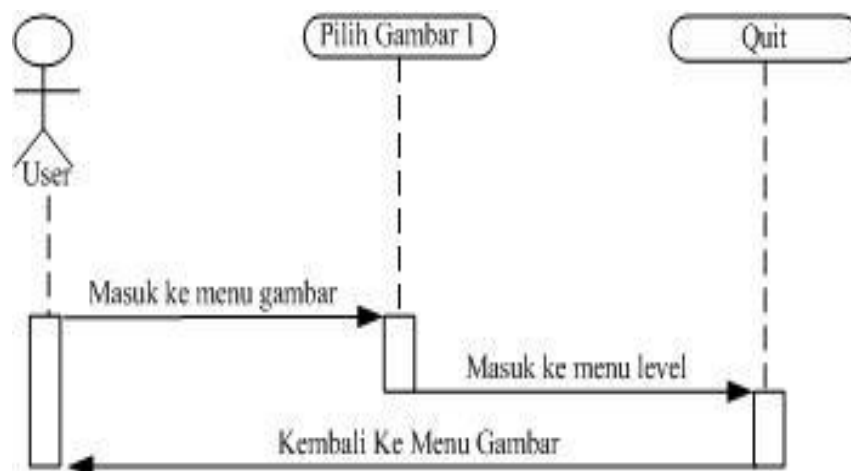 Pilih Gambar 1
Quit
User
Masuk ke menu gambar
Masuk ke menu level
Kembali Ke Menu Gambar